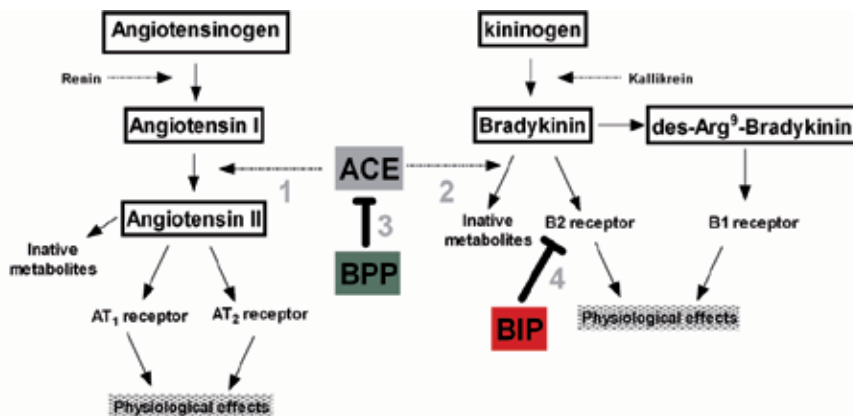 Angiotensinogen
kininogen
Renin
Kallikrein
Angiotensin I
Bradykinin
des-Arg⁹-Bradykinin
ACE
1
2
Angiotensin II
Inative
metabolites
B2 receptor
B1 receptor
3
Inative
metabolites
BPP
4
AT₁ receptor
AT₂ receptor
BIP
Physiological effects
Physiological effects